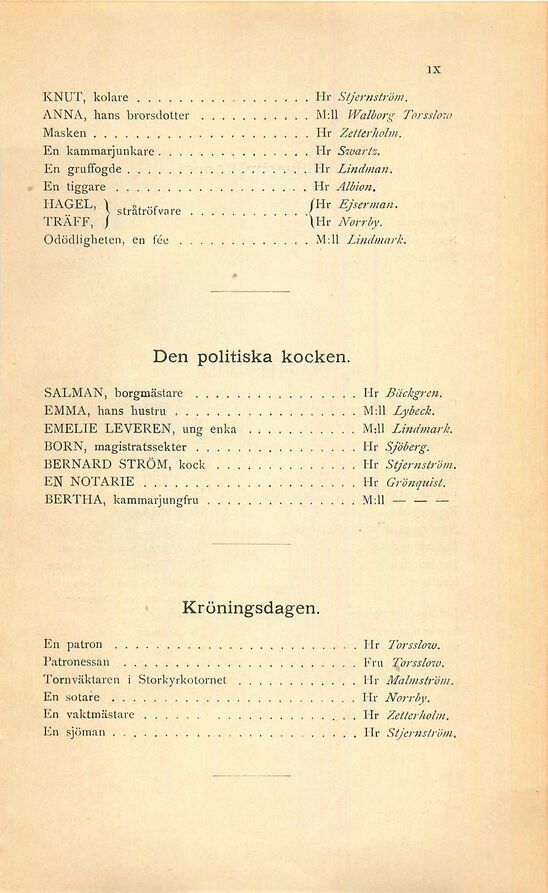 IX
KNUT, kolare . . . . . . . . . . . . . . . . . Hr Stjernström.
ANNA, hans brorsdotter . . . . . . . . . . . M:ll Walborg Torsslow
Masken . . . . . . . . . . . . . . . . . . . . . Hr Zetterholm.
En kammarjunkare . . . . . . . . . . . . . . . Hr Swartz.
En gruffogde . . . . . . . . . . . . . . . . . . Hr Lindman.
En tiggare . . . . . . . . . . . . . . . . . . . Hr Albion.
HAGEL, } stråtröfvare . . . . . . . . . . { Hr Ejserman.
TRÄFF, } { Hr Norrby.
Odödligheten, en fée . . . . . . . . . . . . . M:ll Lindmark.
Den politiska kocken.
SALMAN, borgmästare . . . . . . . . . . . . . . . . Hr Bäckgren.
EMMA, hans hustru . . . . . . . . . . . . . . . . . M:ll Lybeck.
EMELIE LEVEREN, ung enka . . . . . . . . . . . M:ll Lindmark.
BORN, magistratssekter . . . . . . . . . . . . . . . . Hr Sjöberg.
BERNARD STRÖM, kock . . . . . . . . . . . . . . Hr Stjernström.
EN NOTARIE . . . . . . . . . . . . . . . . . . . . Hr Grönquist.
BERTHA, kammarjungfru . . . . . . . . . . . . . . M:ll — — —
Kröningsdagen.
En patron . . . . . . . . . . . . . . . . . . . . . . . Hr Torsslow.
Patronessan . . . . . . . . . . . . . . . . . . . . . . Fru Torsslow.
Tornväktaren i Storkyrkotornet . . . . . . . . . . . Hr Malmström.
En sotare . . . . . . . . . . . . . . . . . . . . . . . Hr Norrby.
En vaktmästare . . . . . . . . . . . . . . . . . . . . Hr Zetterholm.
En sjöman . . . . . . . . . . . . . . . . . . . . . . . Hr Stjernström.